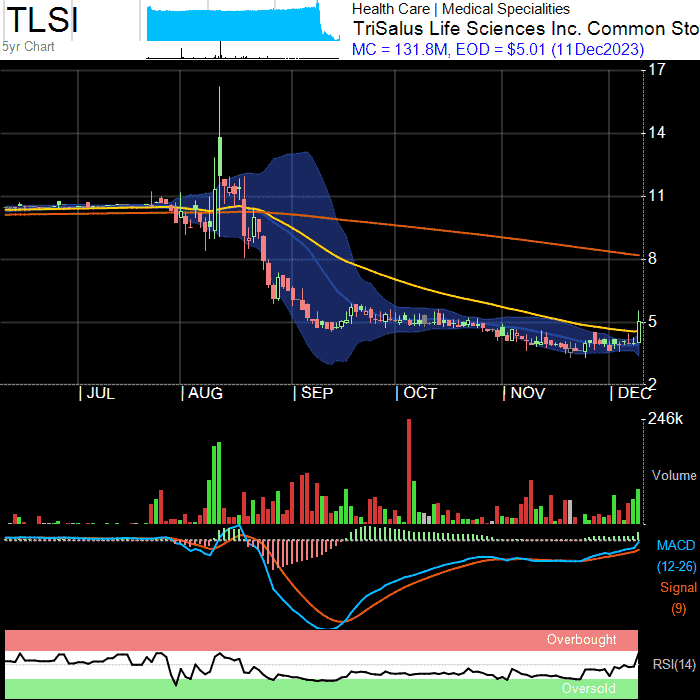 TLSI
5yr Chart
Health Care | Medical Specialities
TriSalus Life Sciences Inc. Common Sto
MC = 131.8M, EOD = $5.01 (11Dec2023)
17
14
11
8
5
2
| JUL | AUG | SEP | OCT | NOV | DEC
246k
Volume
MACD
(12-26)
Signal
(9)
Overbought
RSI(14)
Oversold